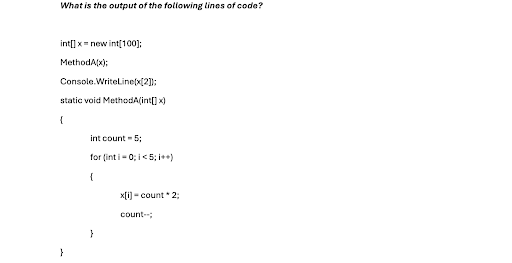 What is the output of the following lines of code?
int[] x = new int[100];
MethodA(x);
Console.WriteLine(x[2]);
static void MethodA(int[] x)
{
int count = 5;
for (int i = 0; i < 5; i++)
{
x[i] = count * 2;
count--;
}
}